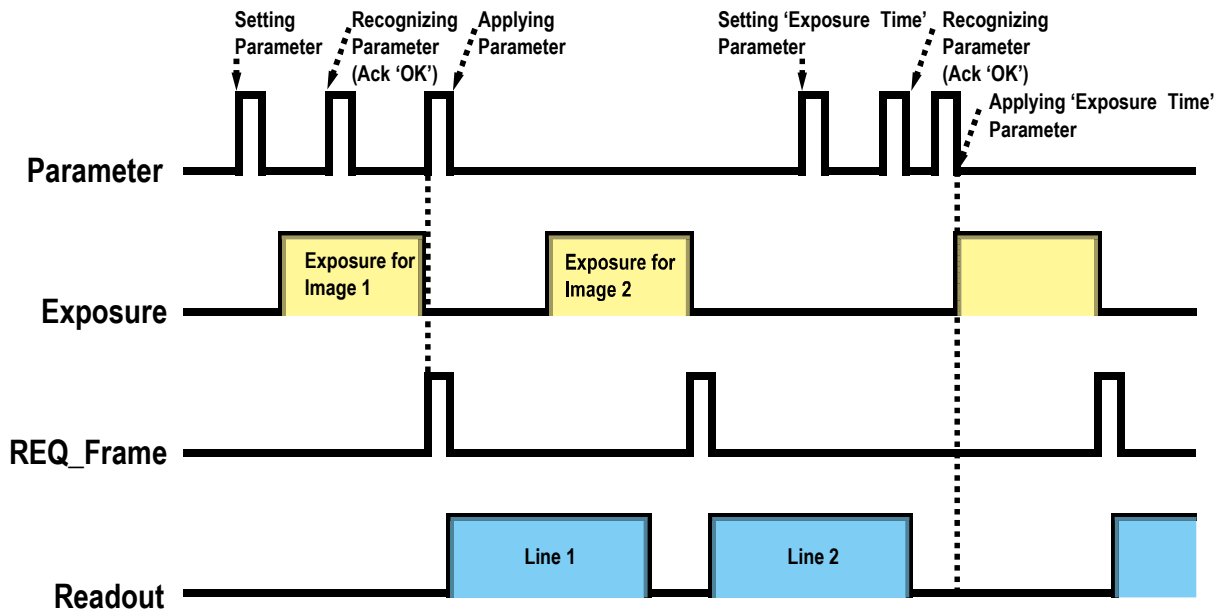 Setting
Parameter
Recognizing
Parameter
(Ack ‘OK’)
Applying
Parameter
Setting ‘Exposure Time’
Parameter
Recognizing
Parameter
(Ack ‘OK’)
Applying ‘Exposure Time’
Parameter
Parameter
Exposure for
Image 1
Exposure for
Image 2
Exposure
REQ_Frame
Line 1
Line 2
Readout